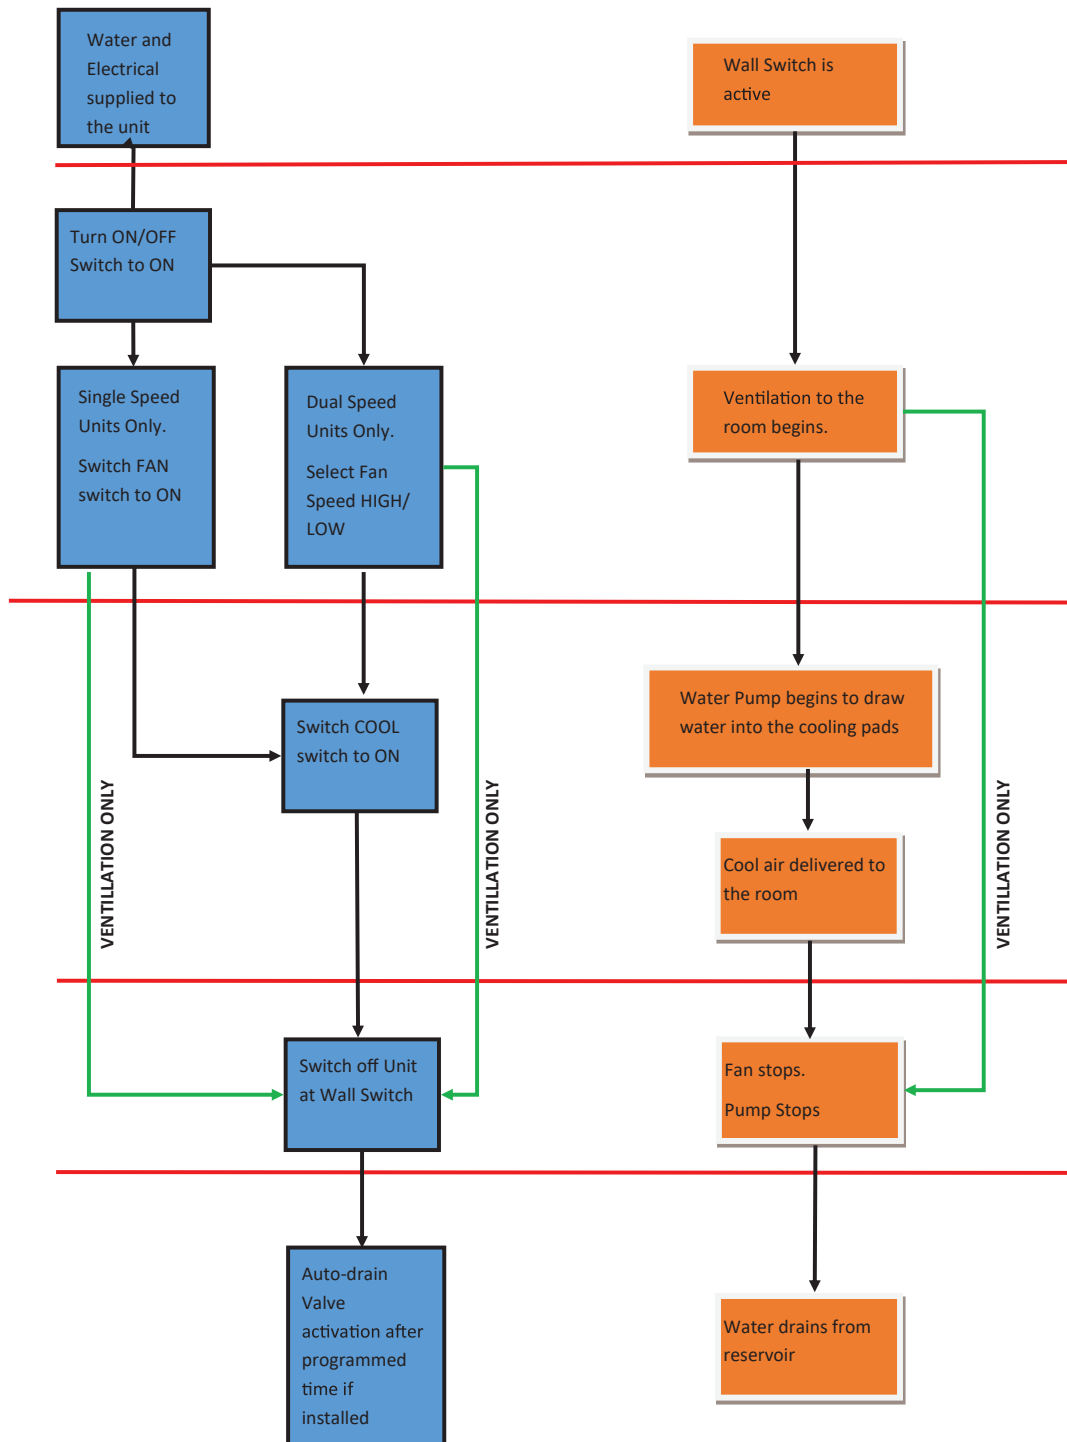 Water and
Electrical
supplied to
the unit
Wall Switch is
active
Turn ON/OFF
Switch to ON
Single Speed
Units Only.
Switch FAN
switch to ON
Dual Speed
Units Only.
Select Fan
Speed HIGH/
LOW
Ventilation to the
room begins.
Water Pump begins to draw
water into the cooling pads
Switch COOL
switch to ON
VENTILLATION ONLY
VENTILLATION ONLY
VENTILLATION ONLY
Cool air delivered to
the room
Switch off Unit
at Wall Switch
Fan stops.
Pump Stops
Auto-drain
Valve
activation after
programmed
time if
installed
Water drains from
reservoir